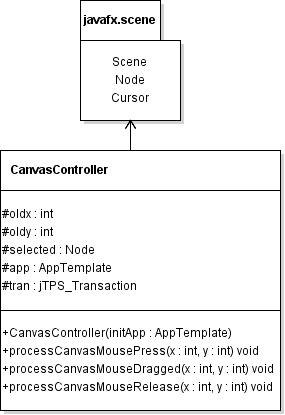 javafx.scene
Scene
Node
Cursor
CanvasController
#oldx : int
#oldy : int
#selected : Node
#app : AppTemplate
#tran : jTPS_Transaction
+CanvasController(initApp : AppTemplate)
+processCanvasMousePress(x : int, y : int) void
+processCanvasMouseDragged(x : int, y : int) void
+processCanvasMouseRelease(x : int, y : int) void